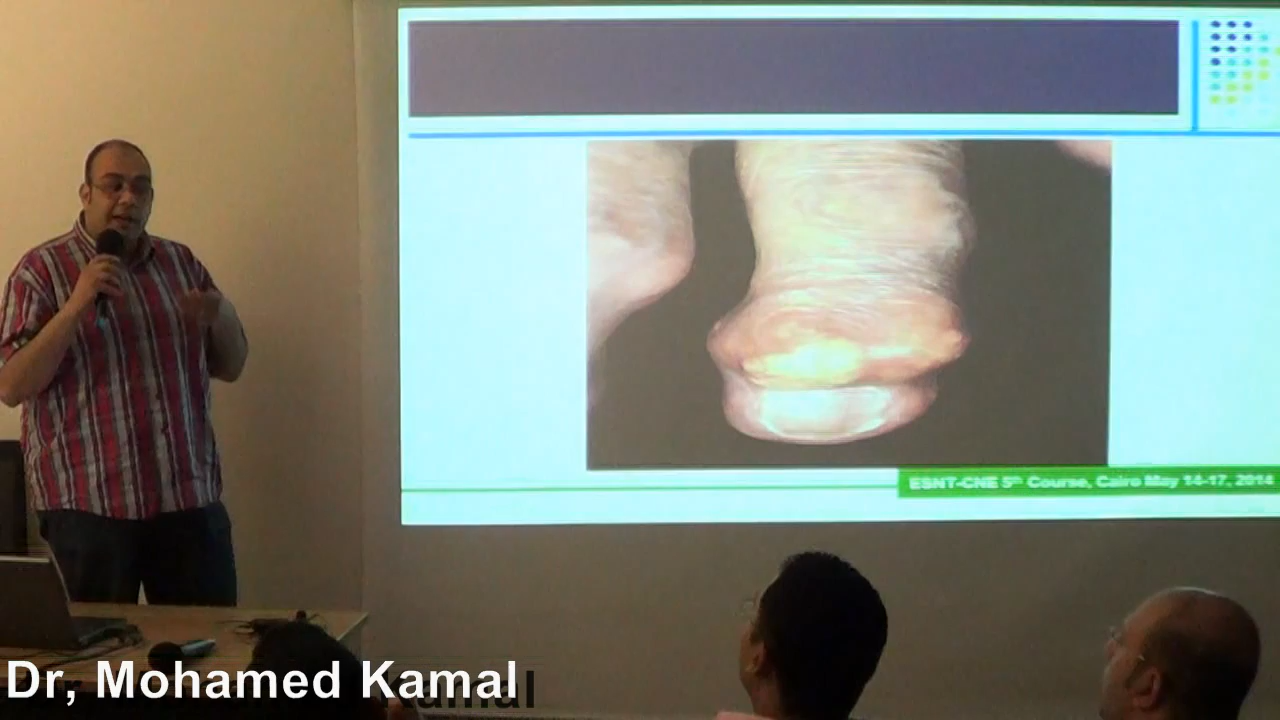 ESNT-CNE 5th Course, Cairo May 14-17, 2014
Dr, Mohamed Kamal